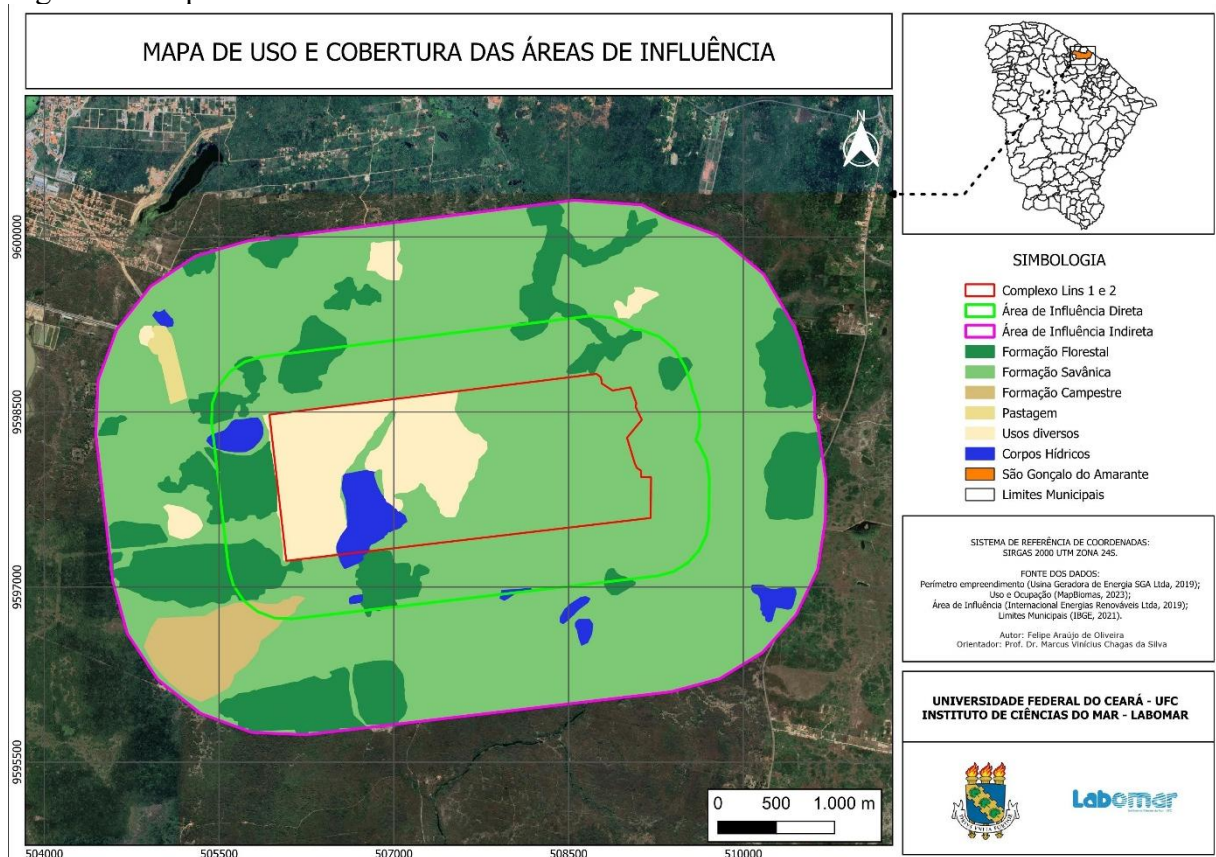 MAPA DE USO E COBERTURA DAS ÁREAS DE INFLUÊNCIA
N
9600000
9598500
9597000
9595500
504000
505500
507000
508500
510000
0 500 1.000 m
SIMBOLOGIA
Complexo Lins 1 e 2
Área de Influência Direta
Área de Influência Indireta
Formação Florestal
Formação Savânica
Formação Campestre
Pastagem
Usos diversos
Corpos Hídricos
São Gonçalo do Amarante
Limites Municipais
SISTEMA DE REFERÊNCIA DE COORDENADAS:
SIRGAS 2000 UTM ZONA 24S.
FONTE DOS DADOS:
Perímetro empreendimento (Usina Geradora de Energia SGA Ltda, 2019);
Uso e Ocupação (MapBiomas, 2023);
Área de Influência (Internacional Energias Renováveis Ltda, 2019);
Limites Municipais (IBGE, 2021).
Autor: Felipe Araújo de Oliveira
Orientador: Prof. Dr. Marcus Vinícius Chagas da Silva
UNIVERSIDADE FEDERAL DO CEARÁ - UFC
INSTITUTO DE CIÊNCIAS DO MAR - LABOMAR
Labomar